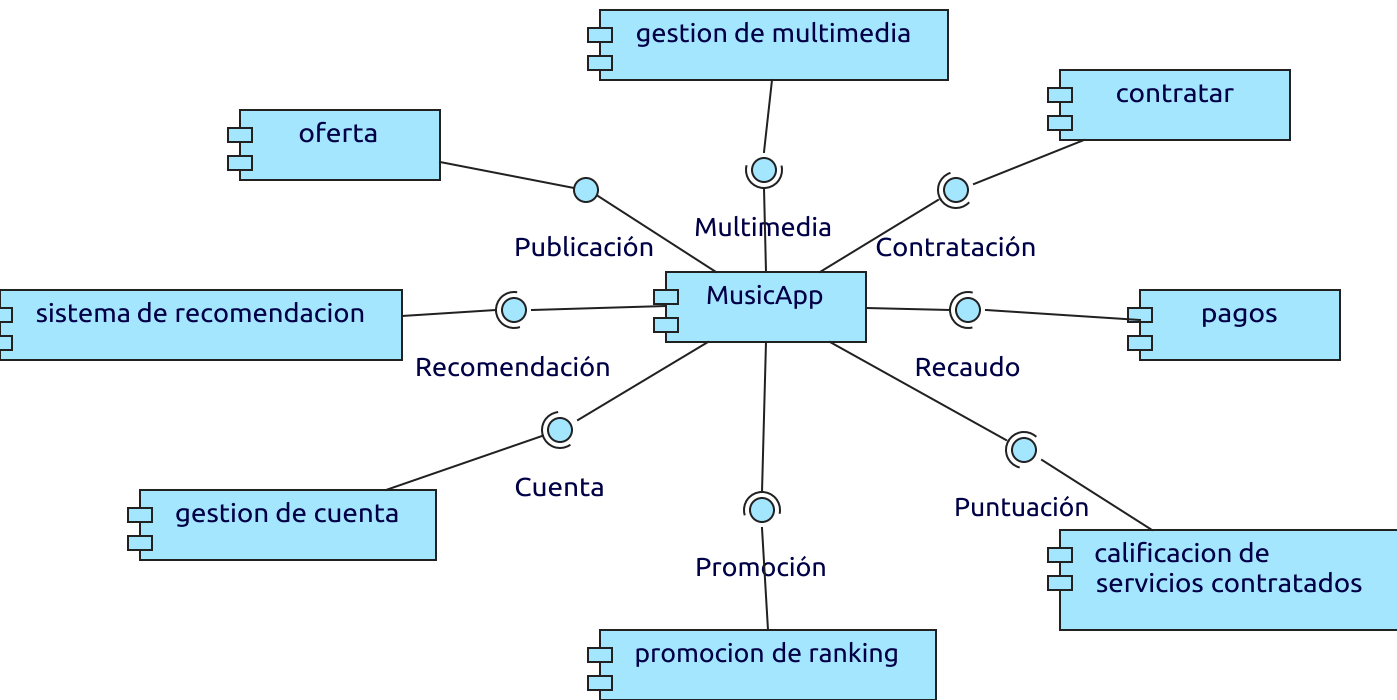 gestion de multimedia
contratar
oferta
Multimedia
Publicación
Contratación
MusicApp
sistema de recomendacion
pagos
Recomendación
Recaudo
Cuenta
gestion de cuenta
Puntuación
calificacion de
servicios contratados
Promoción
promocion de ranking